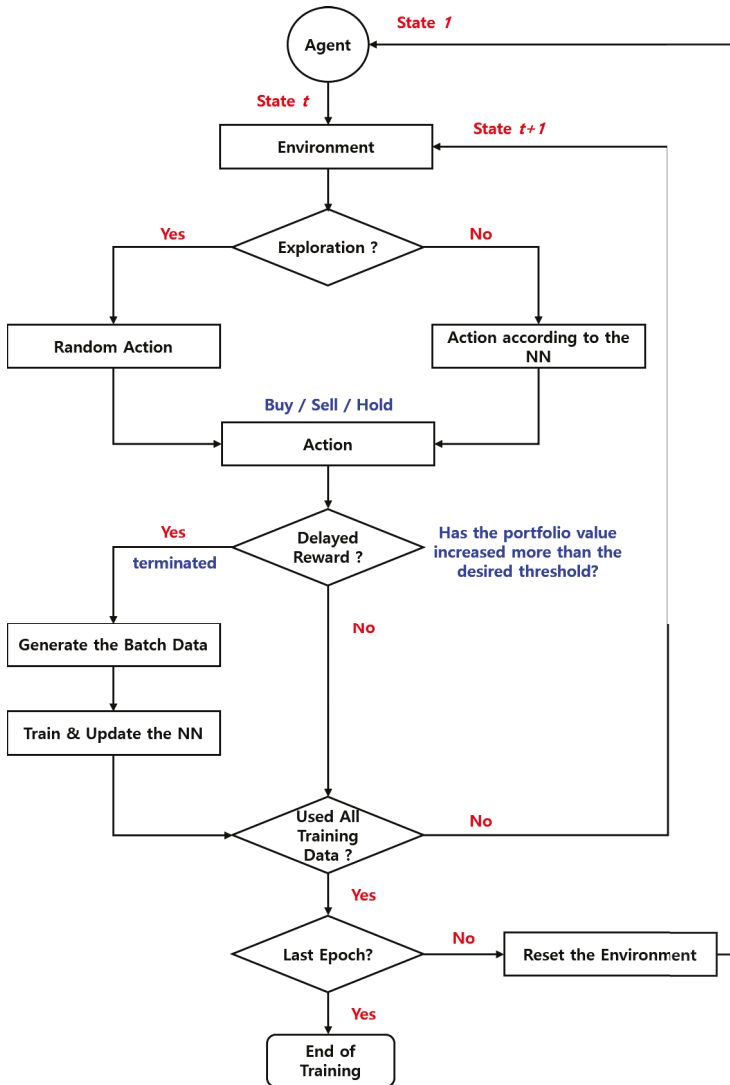 State 1
Agent
State t
State t+1
Environment
Yes
Exploration ?
No
Random Action
Action according to the
NN
Buy / Sell / Hold
Action
Yes
terminated
Delayed
Reward ?
Has the portfolio value
increased more than the
desired threshold?
No
Generate the Batch Data
Train & Update the NN
Used All
Training
Data ?
No
Yes
Last Epoch?
No
Reset the Environment
Yes
End of
Training